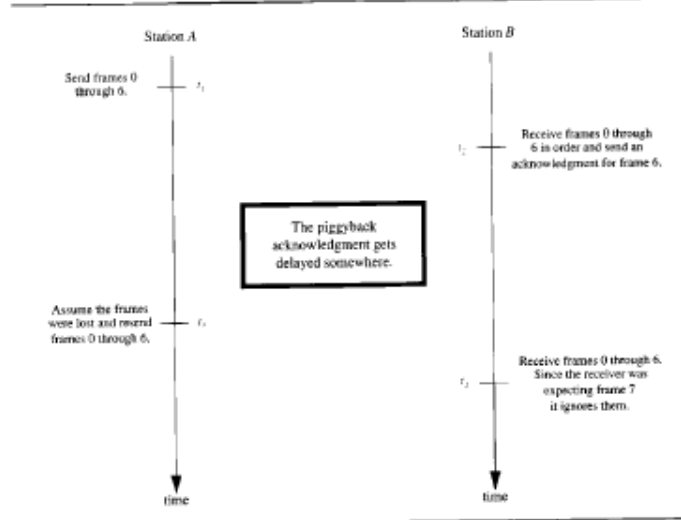 Station A
Station B
Send frames 0
through 6.
t₁
Receive frames 0 through
6 in order and send an
acknowledgment for frame 6.
t₂
The piggyback
acknowledgment gets
delayed somewhere.
Assume the frames
were lost and resend
frames 0 through 6.
Receive frames 0 through 6.
Since the receiver was
expecting frame 7
it ignores them.
time
time